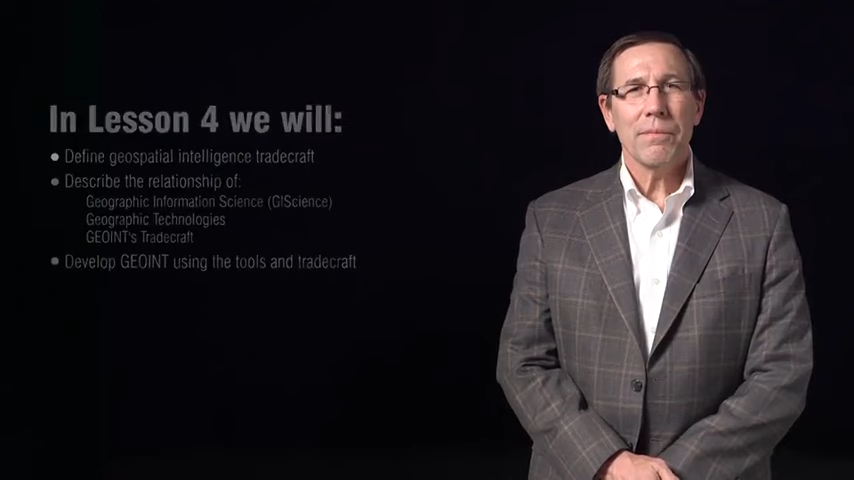 In Lesson 4 we will:
• Define geospatial intelligence tradecraft
• Describe the relationship of:
Geographic Information Science (GIScience)
Geographic Technologies
GEOINT's Tradecraft
• Develop GEOINT using the tools and tradecraft